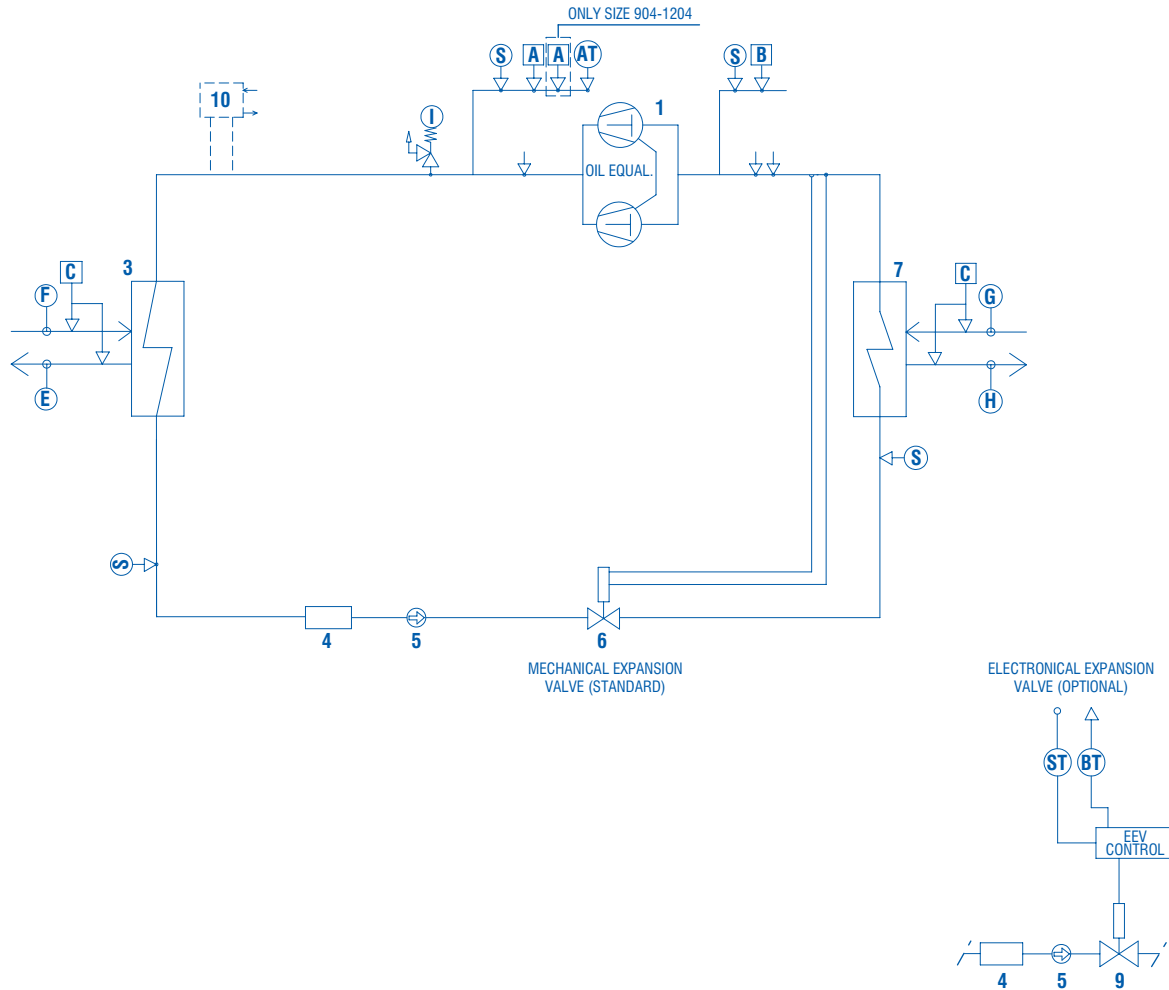 ONLY SIZE 904-1204
S A A AT S B
10 I 1
OIL EQUAL.
C 3 7 C
F G
E H
S
S
4 5 6
MECHANICAL EXPANSION
VALVE (STANDARD)
ELECTRONICAL EXPANSION
VALVE (OPTIONAL)
ST BT
EEV
CONTROL
4 5 9